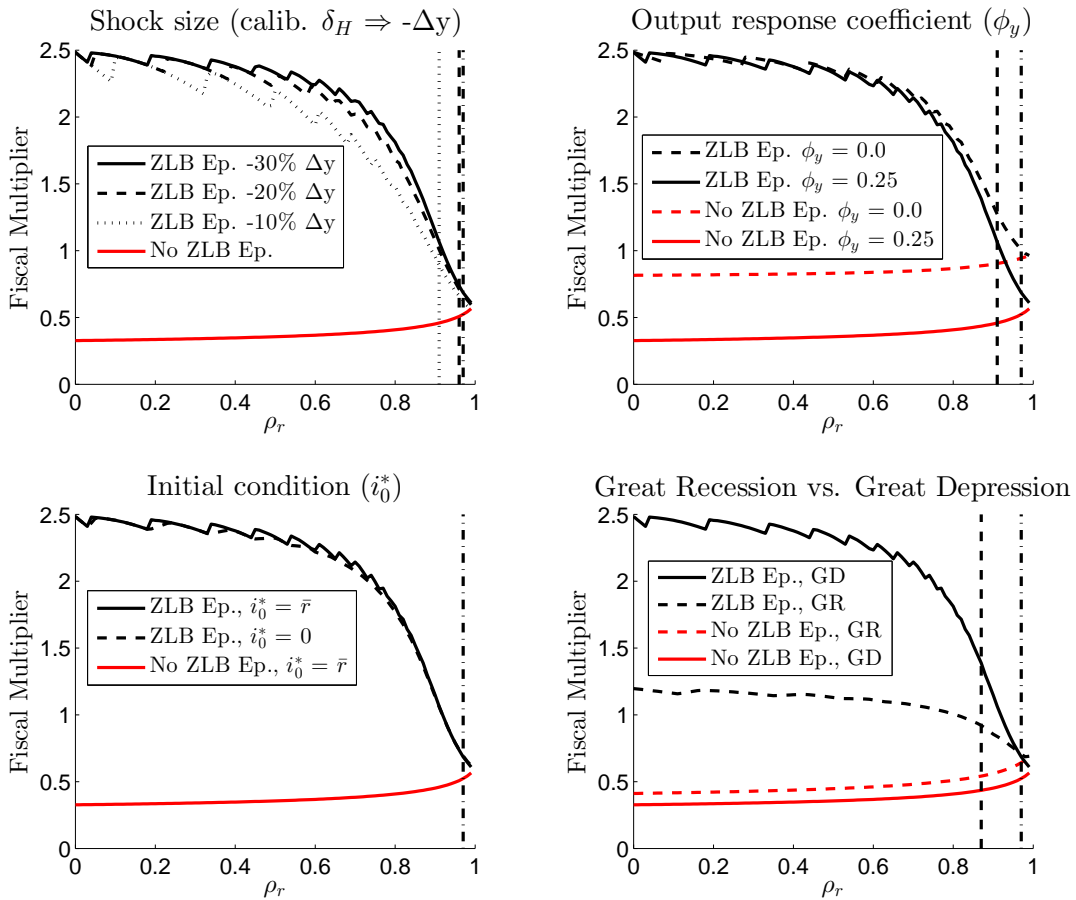 Shock size (calib. δ_H ⇒ -Δy)
Fiscal Multiplier
2.5
2
1.5
1
0.5
0
ZLB Ep. -30% Δy
ZLB Ep. -20% Δy
ZLB Ep. -10% Δy
No ZLB Ep.
0 0.2 0.4 0.6 0.8 1
ρ_r
Output response coefficient (ϕ_y)
Fiscal Multiplier
2.5
2
1.5
1
0.5
0
ZLB Ep. ϕ_y = 0.0
ZLB Ep. ϕ_y = 0.25
No ZLB Ep. ϕ_y = 0.0
No ZLB Ep. ϕ_y = 0.25
0 0.2 0.4 0.6 0.8 1
ρ_r
Initial condition (i_0^*)
Fiscal Multiplier
2.5
2
1.5
1
0.5
0
ZLB Ep., i_0^* = r̄
ZLB Ep., i_0^* = 0
No ZLB Ep., i_0^* = r̄
0 0.2 0.4 0.6 0.8 1
ρ_r
Great Recession vs. Great Depression
Fiscal Multiplier
2.5
2
1.5
1
0.5
0
ZLB Ep., GD
ZLB Ep., GR
No ZLB Ep., GR
No ZLB Ep., GD
0 0.2 0.4 0.6 0.8 1
ρ_r